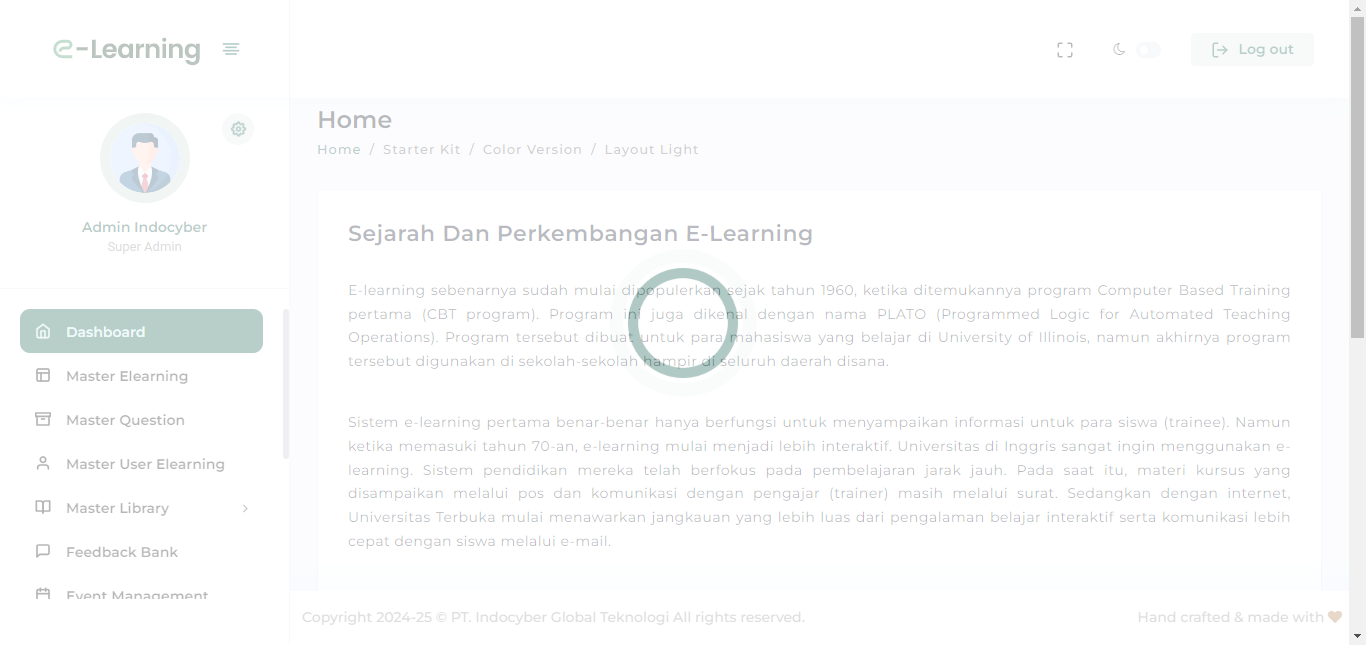 e-Learning
Log out
Admin Indocyber
Super Admin
Dashboard
Master Elearning
Master Question
Master User Elearning
Master Library
Feedback Bank
Event Management
Home
Home / Starter Kit / Color Version / Layout Light
Sejarah Dan Perkembangan E-Learning
E-learning sebenarnya sudah mulai dipopulerkan sejak tahun 1960, ketika ditemukannya program Computer Based Training
pertama (CBT program). Program ini juga dikenal dengan nama PLATO (Programmed Logic for Automated Teaching
Operations). Program tersebut dibuat untuk para mahasiswa yang belajar di University of Illinois, namun akhirnya program
tersebut digunakan di sekolah-sekolah hampir di seluruh daerah disana.
Sistem e-learning pertama benar-benar hanya berfungsi untuk menyampaikan informasi untuk para siswa (trainee). Namun
ketika memasuki tahun 70-an, e-learning mulai menjadi lebih interaktif. Universitas di Inggris sangat ingin menggunakan e-
learning. Sistem pendidikan mereka telah berfokus pada pembelajaran jarak jauh. Pada saat itu, materi kursus yang
disampaikan melalui pos dan komunikasi dengan pengajar (trainer) masih melalui surat. Sedangkan dengan internet,
Universitas Terbuka mulai menawarkan jangkauan yang lebih luas dari pengalaman belajar interaktif serta komunikasi lebih
cepat dengan siswa melalui e-mail.
Copyright 2024-25 © PT. Indocyber Global Teknologi All rights reserved.
Hand crafted & made with